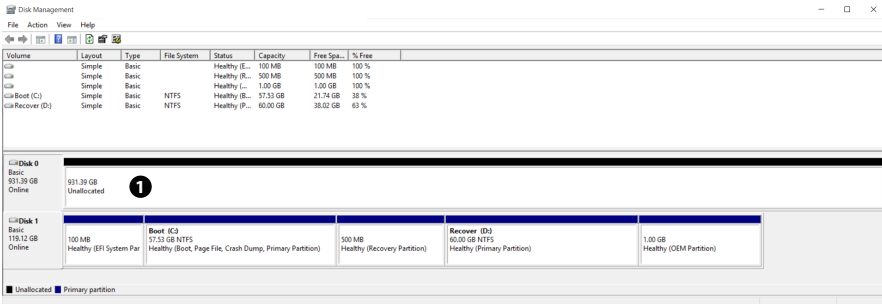 Disk Management
File Action View Help
Volume Layout Type File System Status Capacity Free Spa... % Free
Simple Basic Healthy (E... 100 MB 100 MB 100 %
Simple Basic Healthy (R... 500 MB 500 MB 100 %
Simple Basic Healthy (... 1.00 GB 1.00 GB 100 %
Boot (C:) Simple Basic NTFS Healthy (B... 57.53 GB 21.74 GB 38 %
Recover (D:) Simple Basic NTFS Healthy (P... 60.00 GB 38.02 GB 63 %
Disk 0
Basic
931.39 GB
Online
931.39 GB
Unallocated
1
Disk 1
Basic
119.12 GB
Online
100 MB
Healthy (EFI System Par
Boot (C:)
57.53 GB NTFS
Healthy (Boot, Page File, Crash Dump, Primary Partition)
500 MB
Healthy (Recovery Partition)
Recover (D:)
60.00 GB NTFS
Healthy (Primary Partition)
1.00 GB
Healthy (OEM Partition)
Unallocated Primary partition